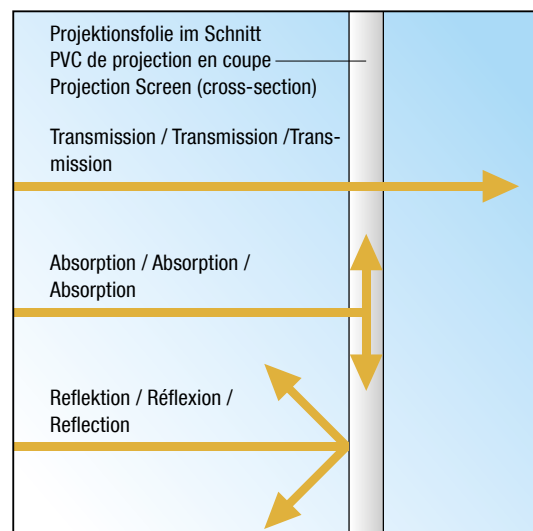 Projektionsfolie im Schnitt
PVC de projection en coupe
Projection Screen (cross-section)
Transmission / Transmission /Trans-
mission
Absorption / Absorption /
Absorption
Reflektion / Réflexion /
Reflection